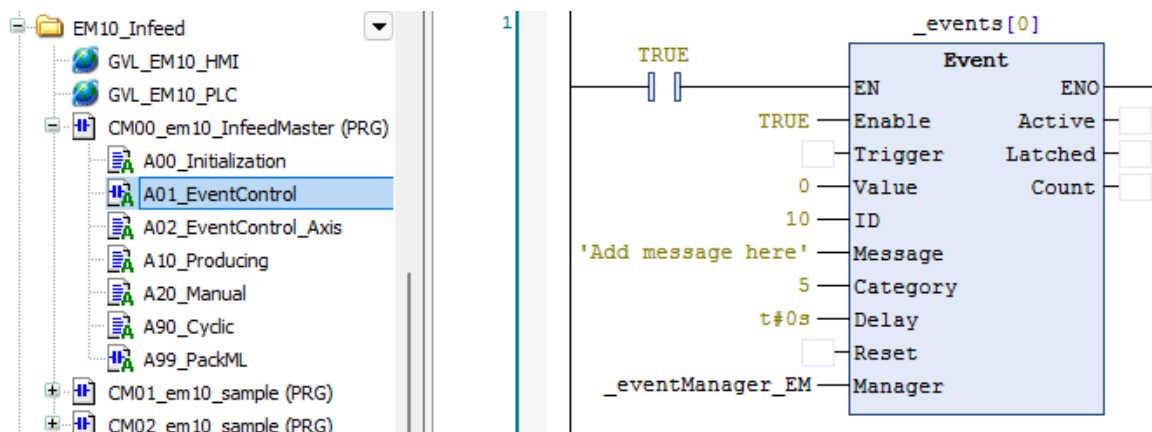 EM10_Infeed
GVL_EM10_HMI
GVL_EM10_PLC
CM00_em10_InfeedMaster (PRG)
A00_Initialization
A01_EventControl
A02_EventControl_Axis
A10_Producing
A20_Manual
A90_Cyclic
A99_PackML
CM01_em10_sample (PRG)
CM02_em10_sample (PRG)
1
_events[0]
TRUE
Event
EN ENO
TRUE Enable Active
Trigger Latched
0 Value Count
10 ID
'Add message here' Message
5 Category
t#0s Delay
Reset
_eventManager_EM Manager